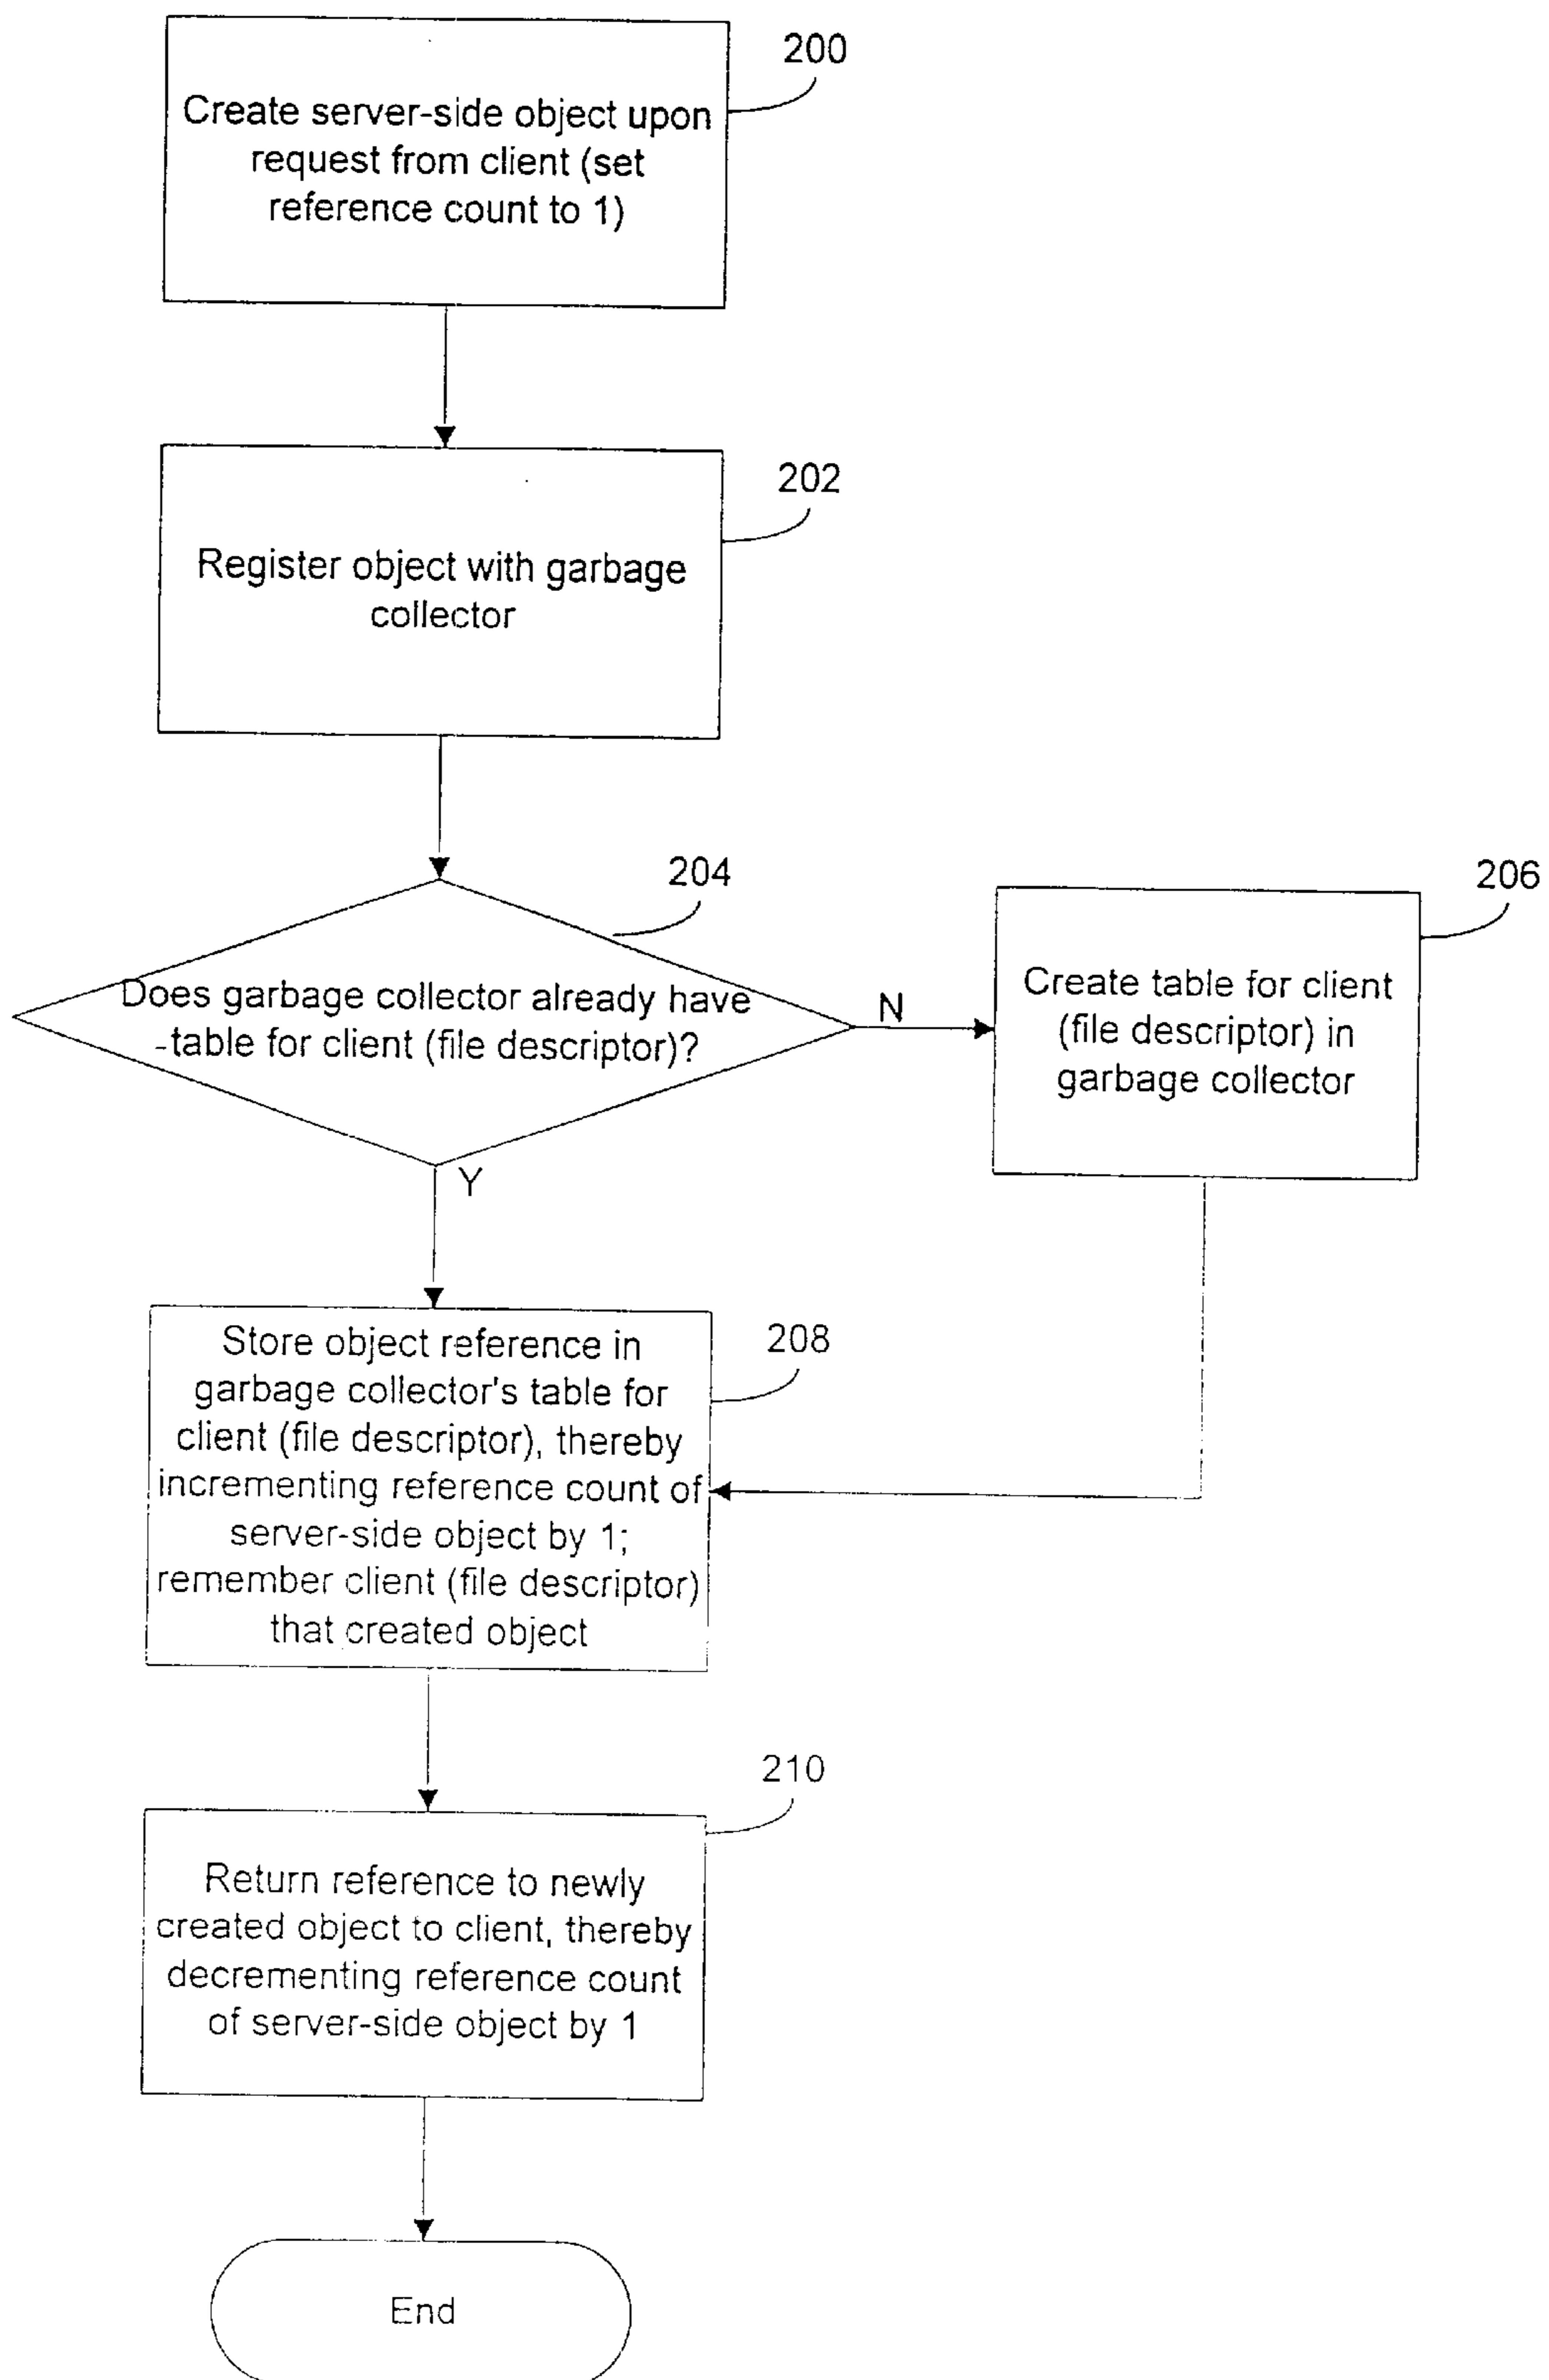 200
Create server-side object upon
request from client (set
reference count to 1)
202
Register object with garbage
collector
204
Does garbage collector already have
table for client (file descriptor)?
N
Y
206
Create table for client
(file descriptor) in
garbage collector
208
Store object reference in
garbage collector's table for
client (file descriptor), thereby
incrementing reference count of
server-side object by 1;
remember client (file descriptor)
that created object
210
Return reference to newly
created object to client, thereby
decrementing reference count
of server-side object by 1
End